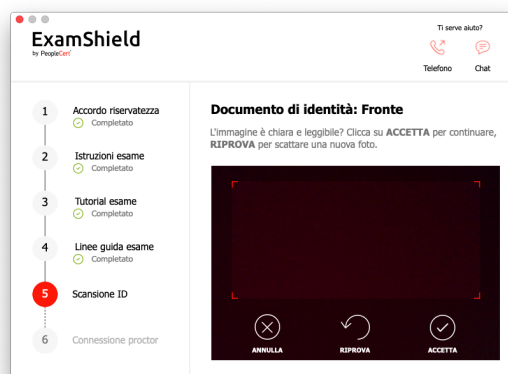 ExamShield
by PeopleCert
Ti serve aiuto?
Telefono
Chat
1 Accordo riservatezza
Completato
2 Istruzioni esame
Completato
3 Tutorial esame
Completato
4 Linee guida esame
Completato
5 Scansione ID
6 Connessione proctor
Documento di identità: Fronte
L'immagine è chiara e leggibile? Clicca su ACCETTA per continuare,
RIPROVA per scattare una nuova foto.
ANNULLA
RIPROVA
ACCETTA